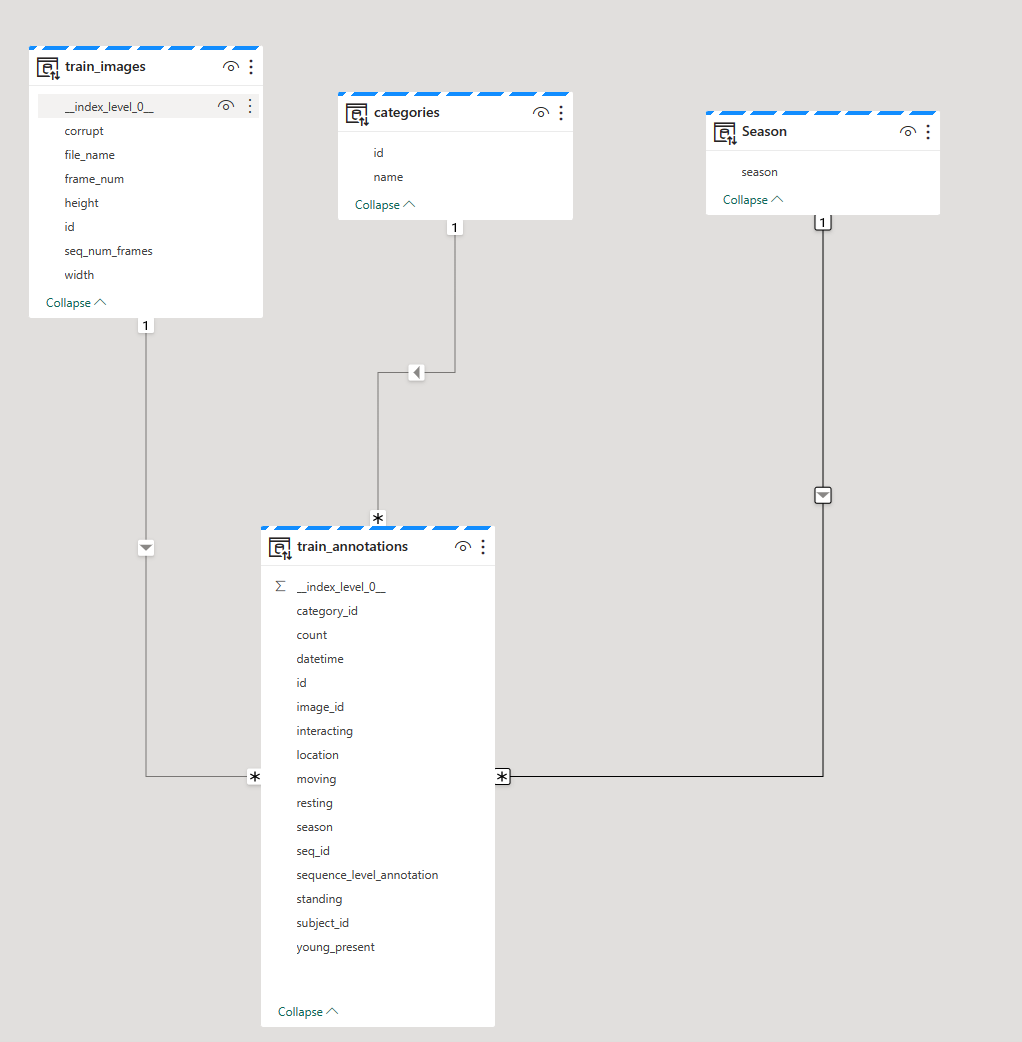 train_images
__index_level_0__
corrupt
file_name
frame_num
height
id
seq_num_frames
width
Collapse
1
categories
id
name
Collapse
1
Season
season
Collapse
1
*
train_annotations
Σ __index_level_0__
category_id
count
datetime
id
image_id
interacting
location
* moving *
resting
season
seq_id
sequence_level_annotation
standing
subject_id
young_present
Collapse